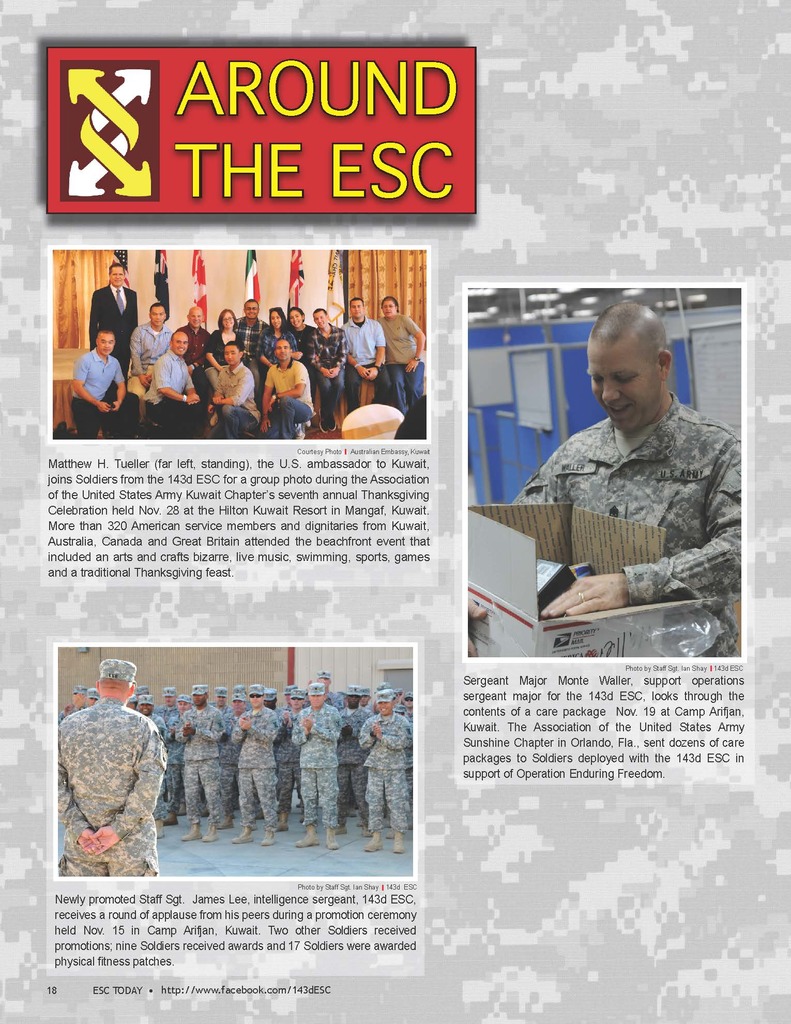 AROUND
THE ESC
Courtesy Photo | Australian Embassy, Kuwait
Matthew H. Tueller (far left, standing), the U.S. ambassador to Kuwait,
joins Soldiers from the 143d ESC for a group photo during the Association
of the United States Army Kuwait Chapter's seventh annual Thanksgiving
Celebration held Nov. 28 at the Hilton Kuwait Resort in Mangaf, Kuwait.
More than 320 American service members and dignitaries from Kuwait,
Australia, Canada and Great Britain attended the beachfront event that
included an arts and crafts bizarre, live music, swimming, sports, games
and a traditional Thanksgiving feast.
WALLER
U.S. ARMY
PRIORITY
MAIL
Photo by Staff Sgt. Ian Shay | 143d ESC
Sergeant Major Monte Waller, support operations
sergeant major for the 143d ESC, looks through the
contents of a care package Nov. 19 at Camp Arifjan,
Kuwait. The Association of the United States Army
Sunshine Chapter in Orlando, Fla., sent dozens of care
packages to Soldiers deployed with the 143d ESC in
support of Operation Enduring Freedom.
Photo by Staff Sgt. Ian Shay | 143d ESC
Newly promoted Staff Sgt. James Lee, intelligence sergeant, 143d ESC,
receives a round of applause from his peers during a promotion ceremony
held Nov. 15 in Camp Arifjan, Kuwait. Two other Soldiers received
promotions; nine Soldiers received awards and 17 Soldiers were awarded
physical fitness patches.
18 ESC TODAY • http://www.facebook.com/143dESC